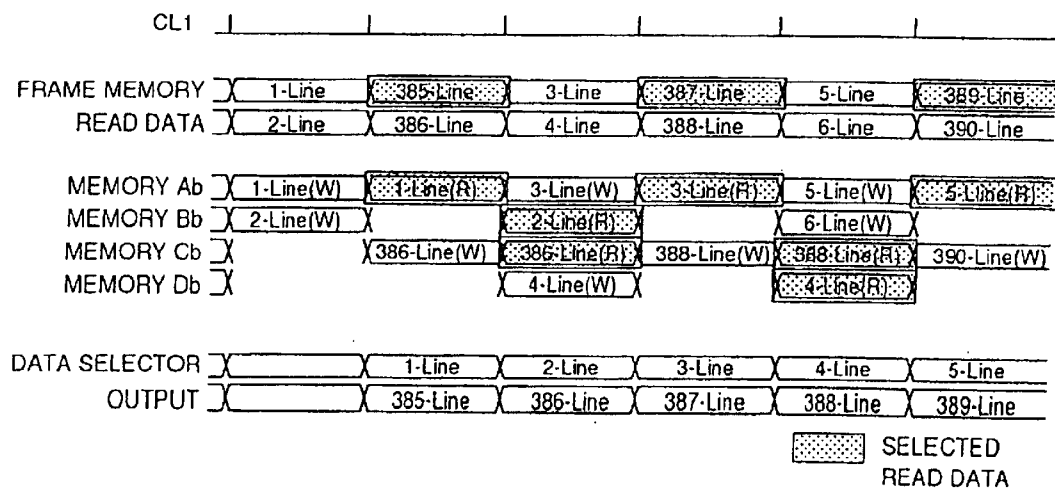 CL1
FRAME MEMORY 1-Line 385-Line 3-Line 387-Line 5-Line 389-Line
READ DATA 2-Line 386-Line 4-Line 388-Line 6-Line 390-Line
MEMORY Ab 1-Line(W) 1-Line(R) 3-Line(W) 3-Line(R) 5-Line(W) 5-Line(R)
MEMORY Bb 2-Line(W) 2-Line(R) 6-Line(W)
MEMORY Cb 386-Line(W) 386-Line(R) 388-Line(W) 388-Line(R) 390-Line(W)
MEMORY Db 4-Line(W) 4-Line(R)
DATA SELECTOR 1-Line 2-Line 3-Line 4-Line 5-Line
OUTPUT 385-Line 386-Line 387-Line 388-Line 389-Line
SELECTED
READ DATA